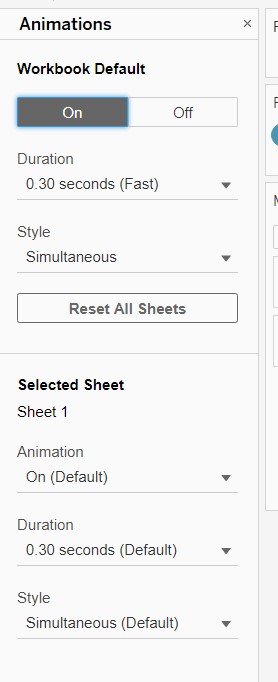 Animations ×
Workbook Default
On Off
Duration
0.30 seconds (Fast)
Style
Simultaneous
Reset All Sheets
Selected Sheet
Sheet 1
Animation
On (Default)
Duration
0.30 seconds (Default)
Style
Simultaneous (Default)